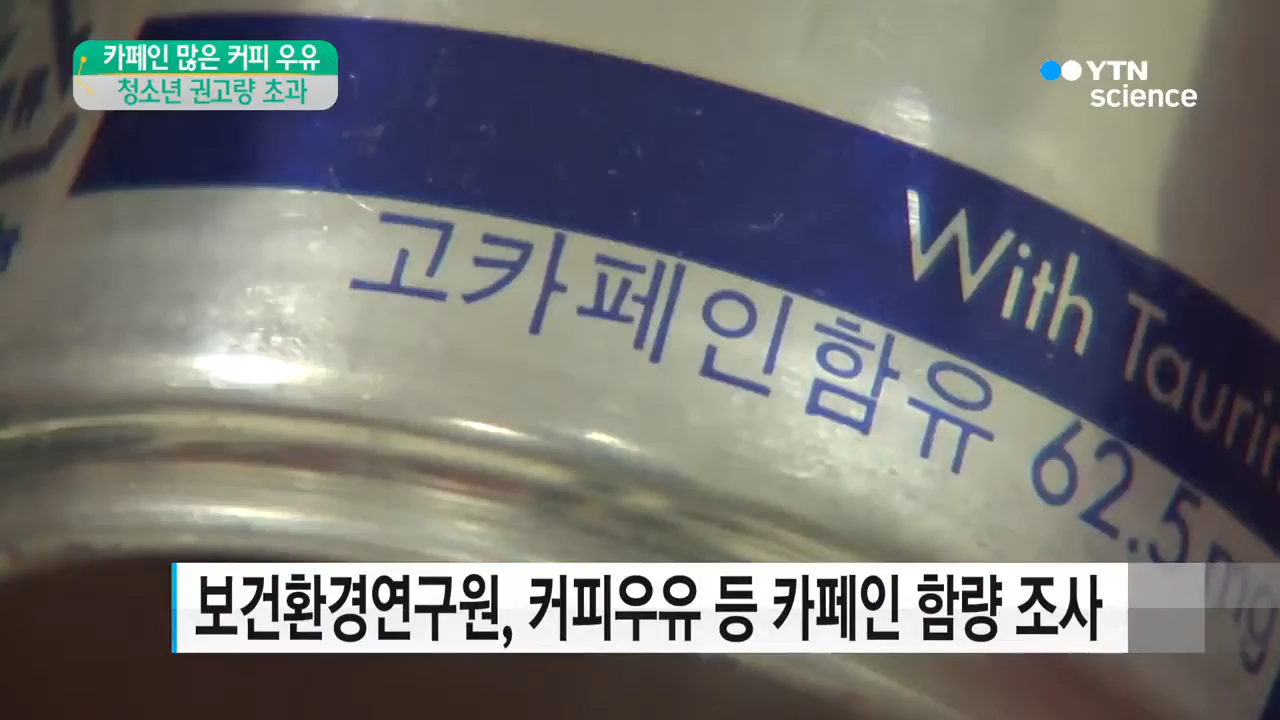 카페인 많은 커피 우유
청소년 권고량 초과
YTN
science
With Taurin
고카페인함유 62.5 mg
보건환경연구원, 커피우유 등 카페인 함량 조사